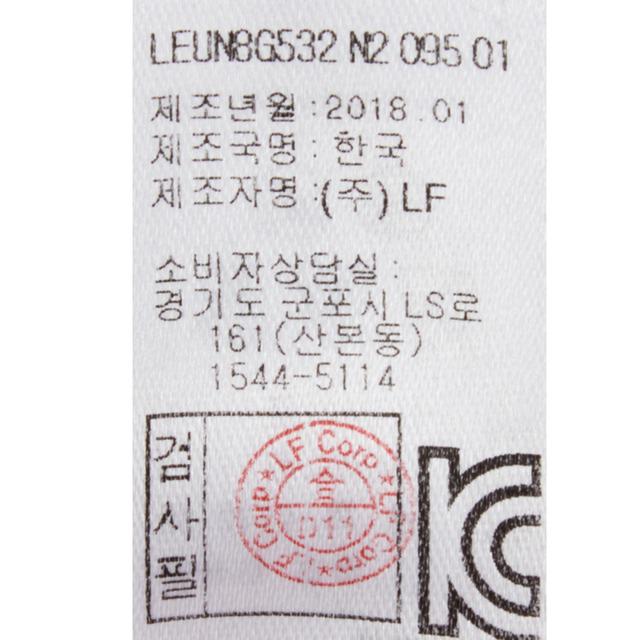 LEUN8G532 N2 095 01
제조년월 : 2018 . 01
제조국명 : 한국
제조자명 : (주) LF
소비자상담실 :
경기도 군포시 LS로
161(산본동)
1544-5114
검사필
LF Corp ★ LF Corp ★ LF Corp ★
011
KC